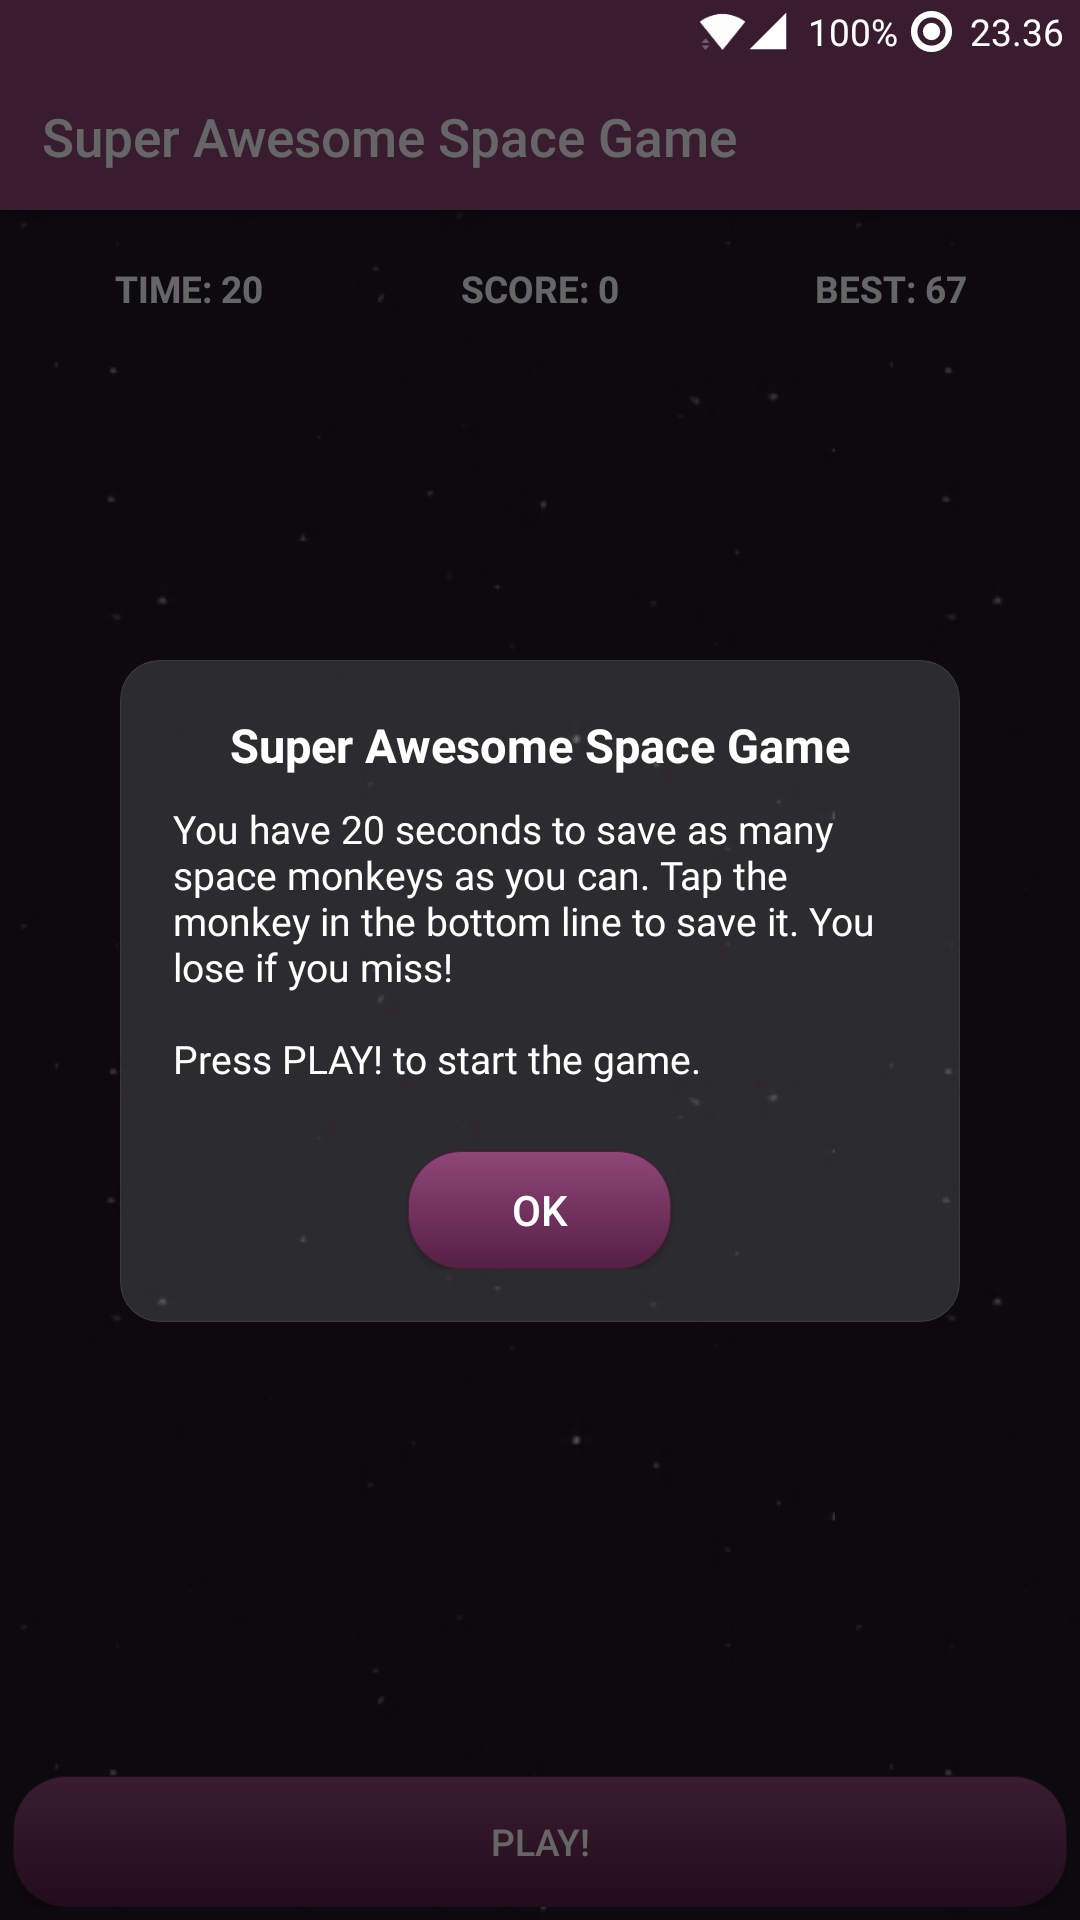 100% 23.36
Super Awesome Space Game
TIME: 20 SCORE: 0 BEST: 67
Super Awesome Space Game
You have 20 seconds to save as many
space monkeys as you can. Tap the
monkey in the bottom line to save it. You
lose if you miss!
Press PLAY! to start the game.
OK
PLAY!